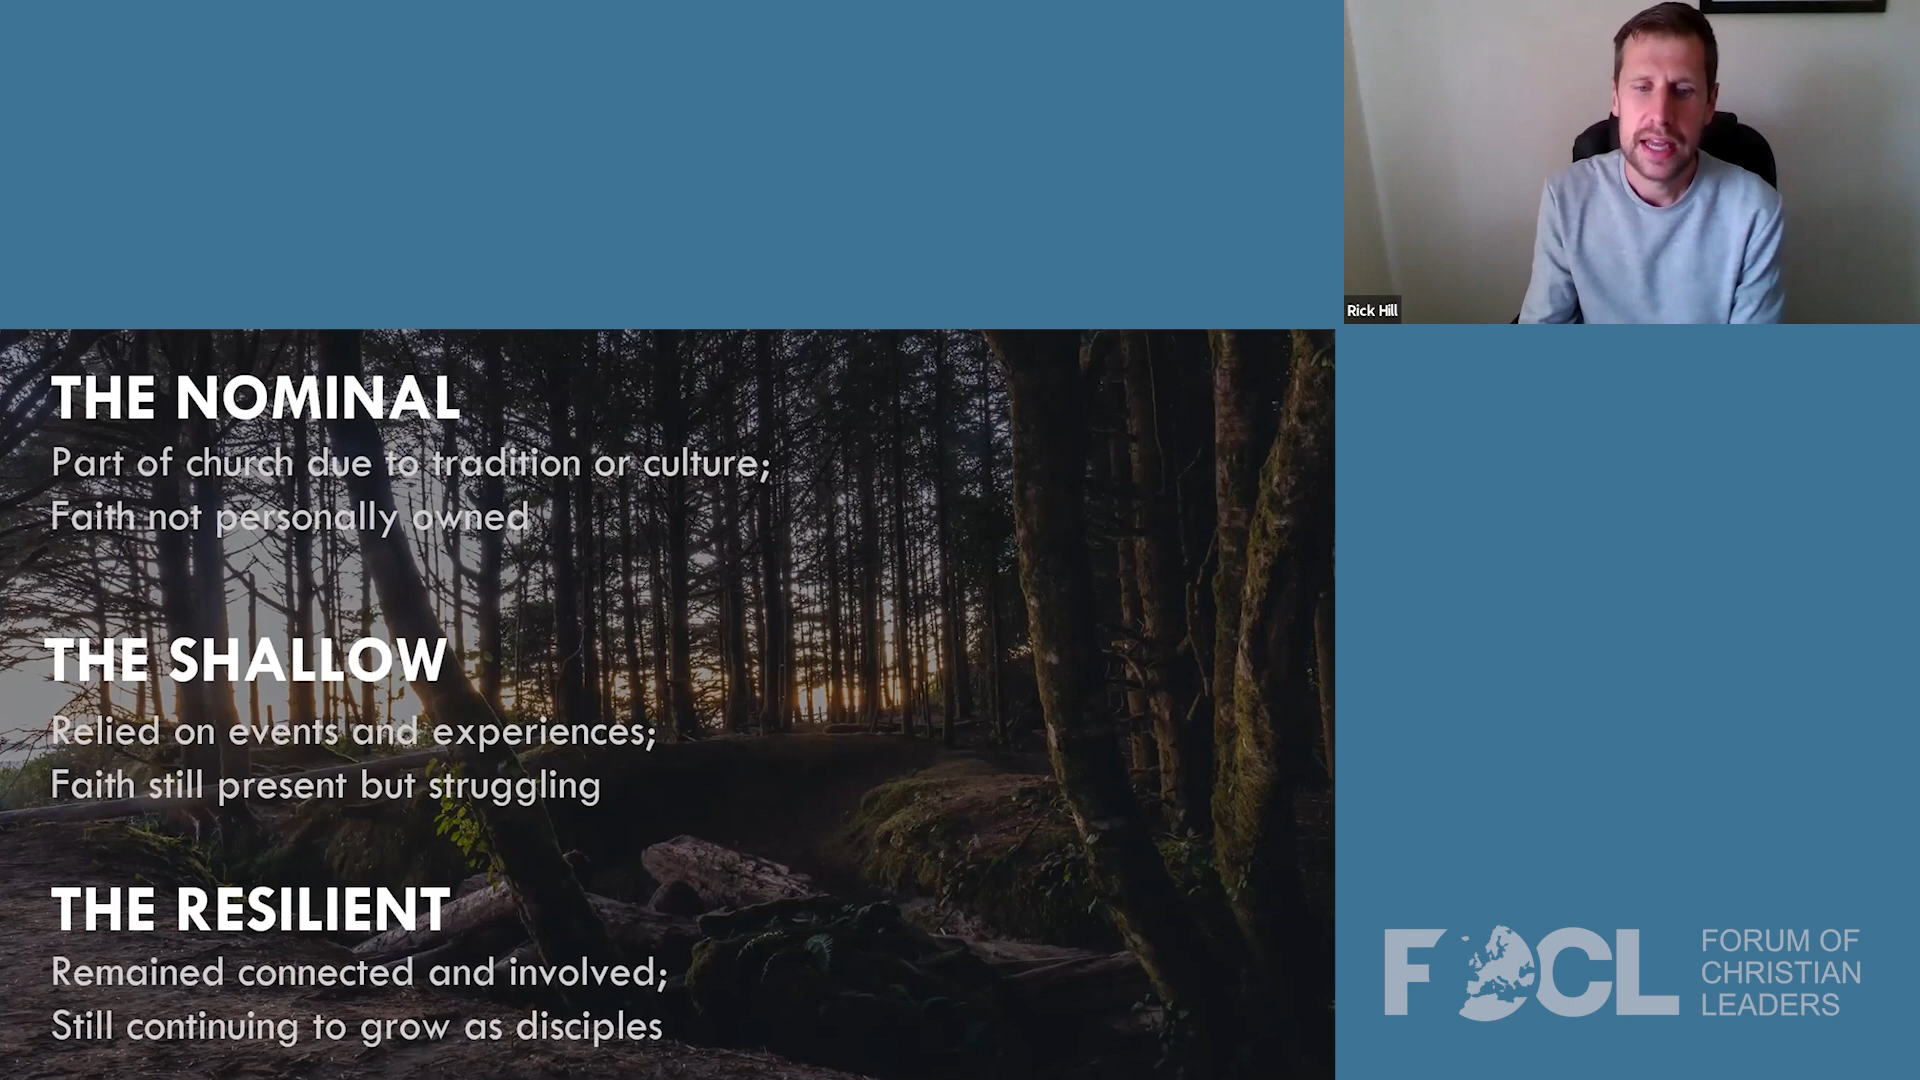 Rick Hill
THE NOMINAL
Part of church due to tradition or culture;
Faith not personally owned
THE SHALLOW
Relied on events and experiences;
Faith still present but struggling
THE RESILIENT
Remained connected and involved;
Still continuing to grow as disciples
FOCL
FORUM OF
CHRISTIAN
LEADERS